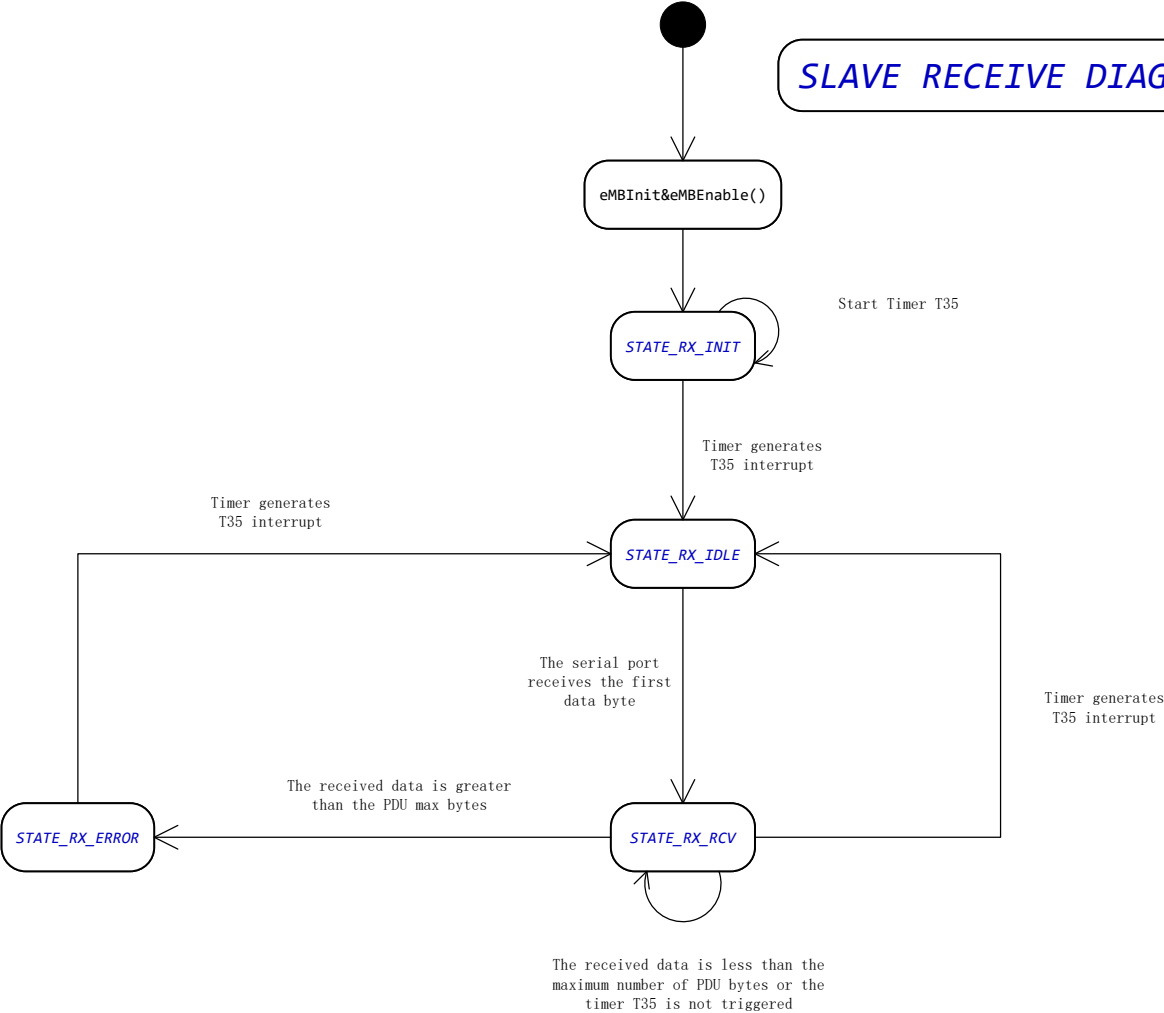 SLAVE RECEIVE DIAG
eMBInit&eMBEnable()
Start Timer T35
STATE_RX_INIT
Timer generates
T35 interrupt
Timer generates
T35 interrupt
STATE_RX_IDLE
The serial port
receives the first
data byte
Timer generates
T35 interrupt
The received data is greater
than the PDU max bytes
STATE_RX_ERROR
STATE_RX_RCV
The received data is less than the
maximum number of PDU bytes or the
timer T35 is not triggered